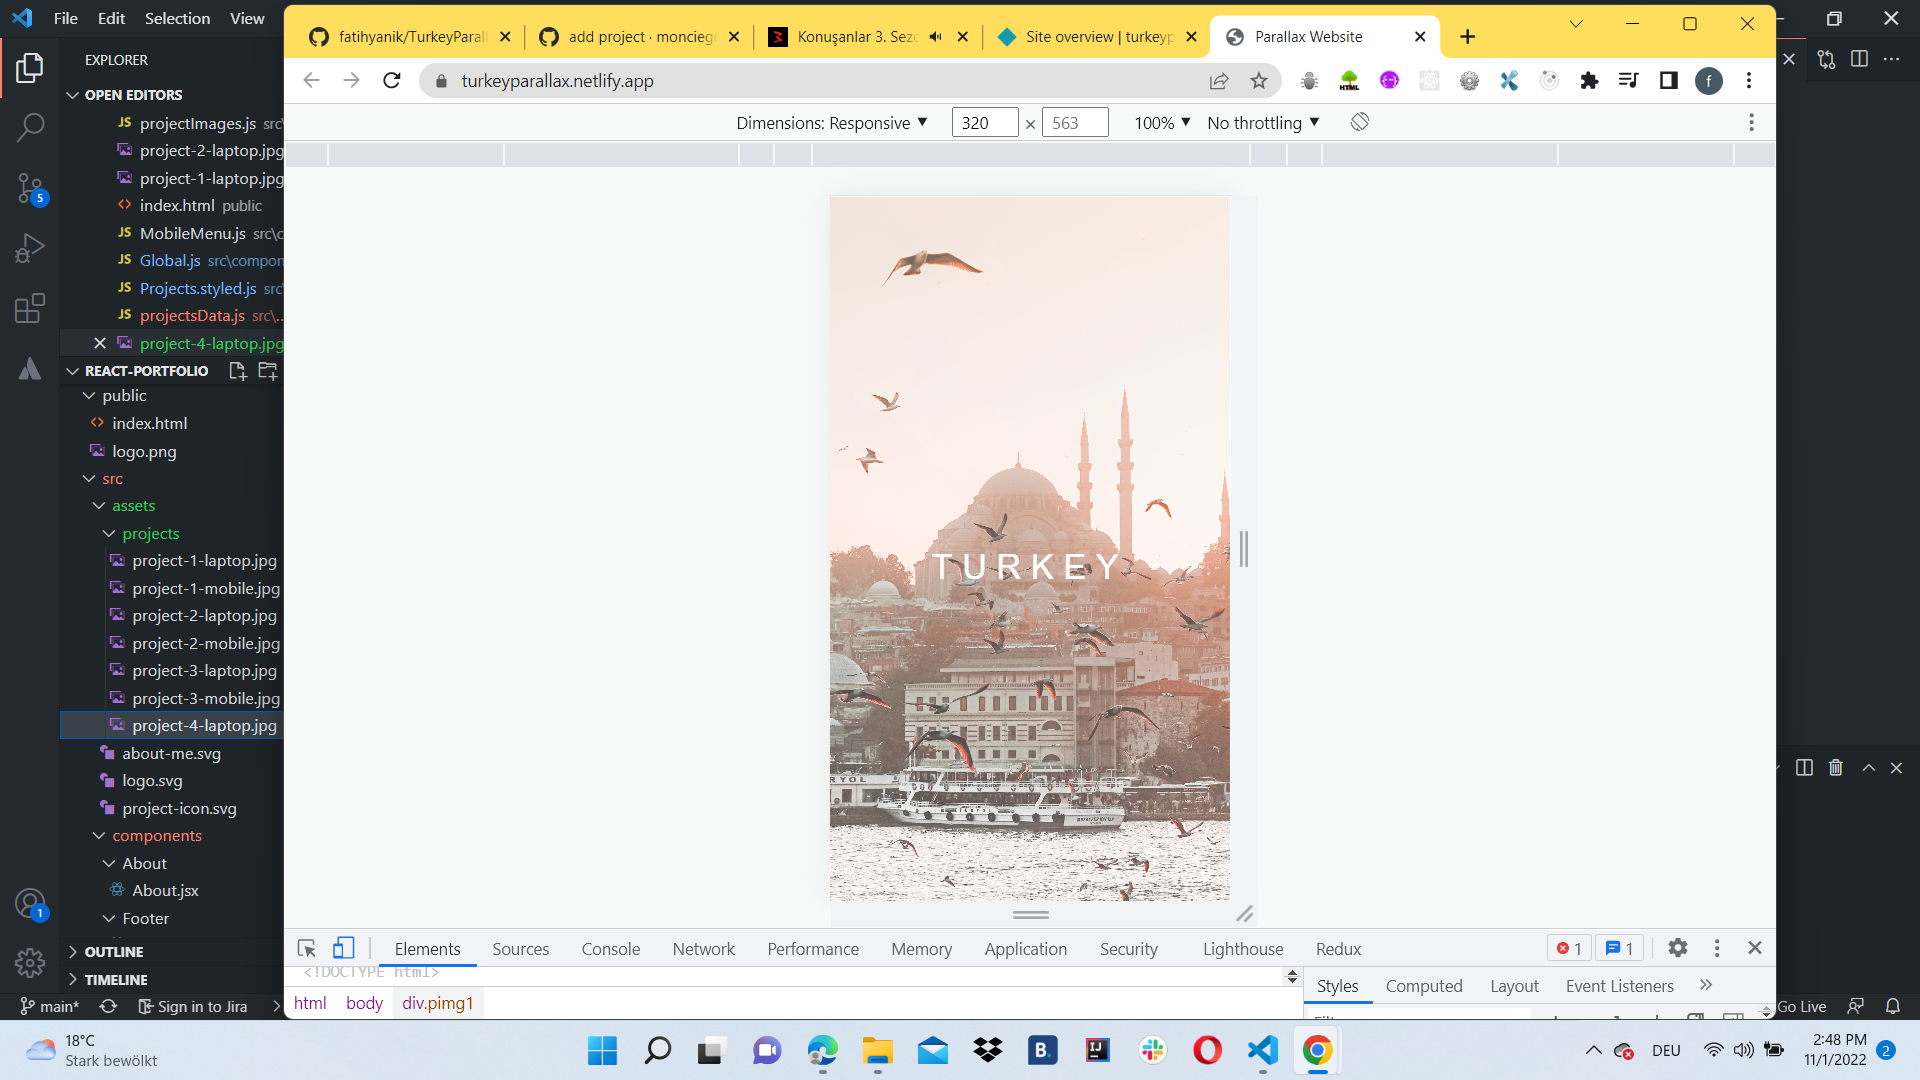 File Edit Selection View
EXPLORER
OPEN EDITORS
JS projectImages.js src\
project-2-laptop.jpg
project-1-laptop.jpg
index.html public
JS MobileMenu.js src\c
JS Global.js src\compon
JS Projects.styled.js src\
JS projectsData.js src\...
project-4-laptop.jpg
REACT-PORTFOLIO
public
index.html
logo.png
src
assets
projects
project-1-laptop.jpg
project-1-mobile.jpg
project-2-laptop.jpg
project-2-mobile.jpg
project-3-laptop.jpg
project-3-mobile.jpg
project-4-laptop.jpg
about-me.svg
logo.svg
project-icon.svg
components
About
About.jsx
Footer
OUTLINE
TIMELINE
5
1
main* Sign in to Jira
Go Live
fatihyanik/TurkeyParall
add project · moncieg
Konuşanlar 3. Sezo
Site overview | turkeyp
Parallax Website
turkeyparallax.netlify.app
HTML
f
Dimensions: Responsive 320 × 563 100% No throttling
TURKEY
RYOL
Elements Sources Console Network Performance Memory Application Security Lighthouse Redux
1 1
<!DOCTYPE html>
html body div.pimg1
Styles Computed Layout Event Listeners
18°C
Stark bewölkt
B.
IJ
DEU
2:48 PM
11/1/2022
2